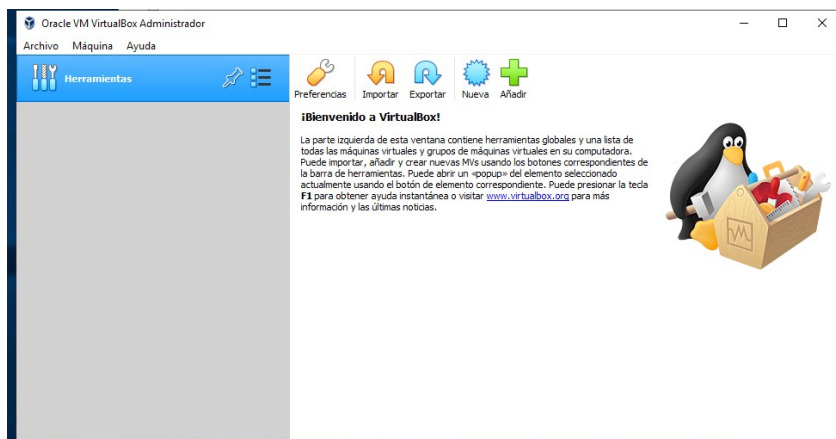 Oracle VM VirtualBox Administrador
Archivo Máquina Ayuda
Herramientas
Preferencias Importar Exportar Nueva Añadir
¡Bienvenido a VirtualBox!
La parte izquierda de esta ventana contiene herramientas globales y una lista de
todas las máquinas virtuales y grupos de máquinas virtuales en su computadora.
Puede importar, añadir y crear nuevas MVs usando los botones correspondientes de
la barra de herramientas. Puede abrir un «popup» del elemento seleccionado
actualmente usando el botón de elemento correspondiente. Puede presionar la tecla
F1 para obtener ayuda instantánea o visitar www.virtualbox.org para más
información y las últimas noticias.